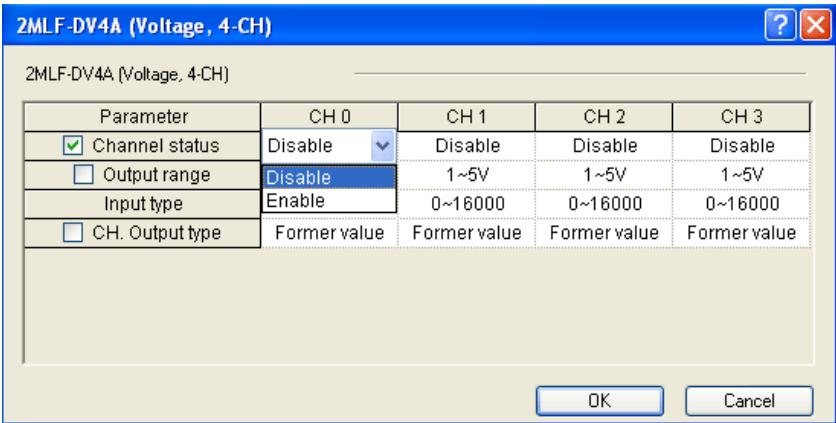 2MLF-DV4A (Voltage, 4-CH)
2MLF-DV4A (Voltage, 4-CH)
Parameter CH 0 CH 1 CH 2 CH 3
Channel status Disable Disable Disable Disable
Output range Disable 1~5V 1~5V 1~5V
Input type Enable 0~16000 0~16000 0~16000
CH. Output type Former value Former value Former value Former value
OK Cancel